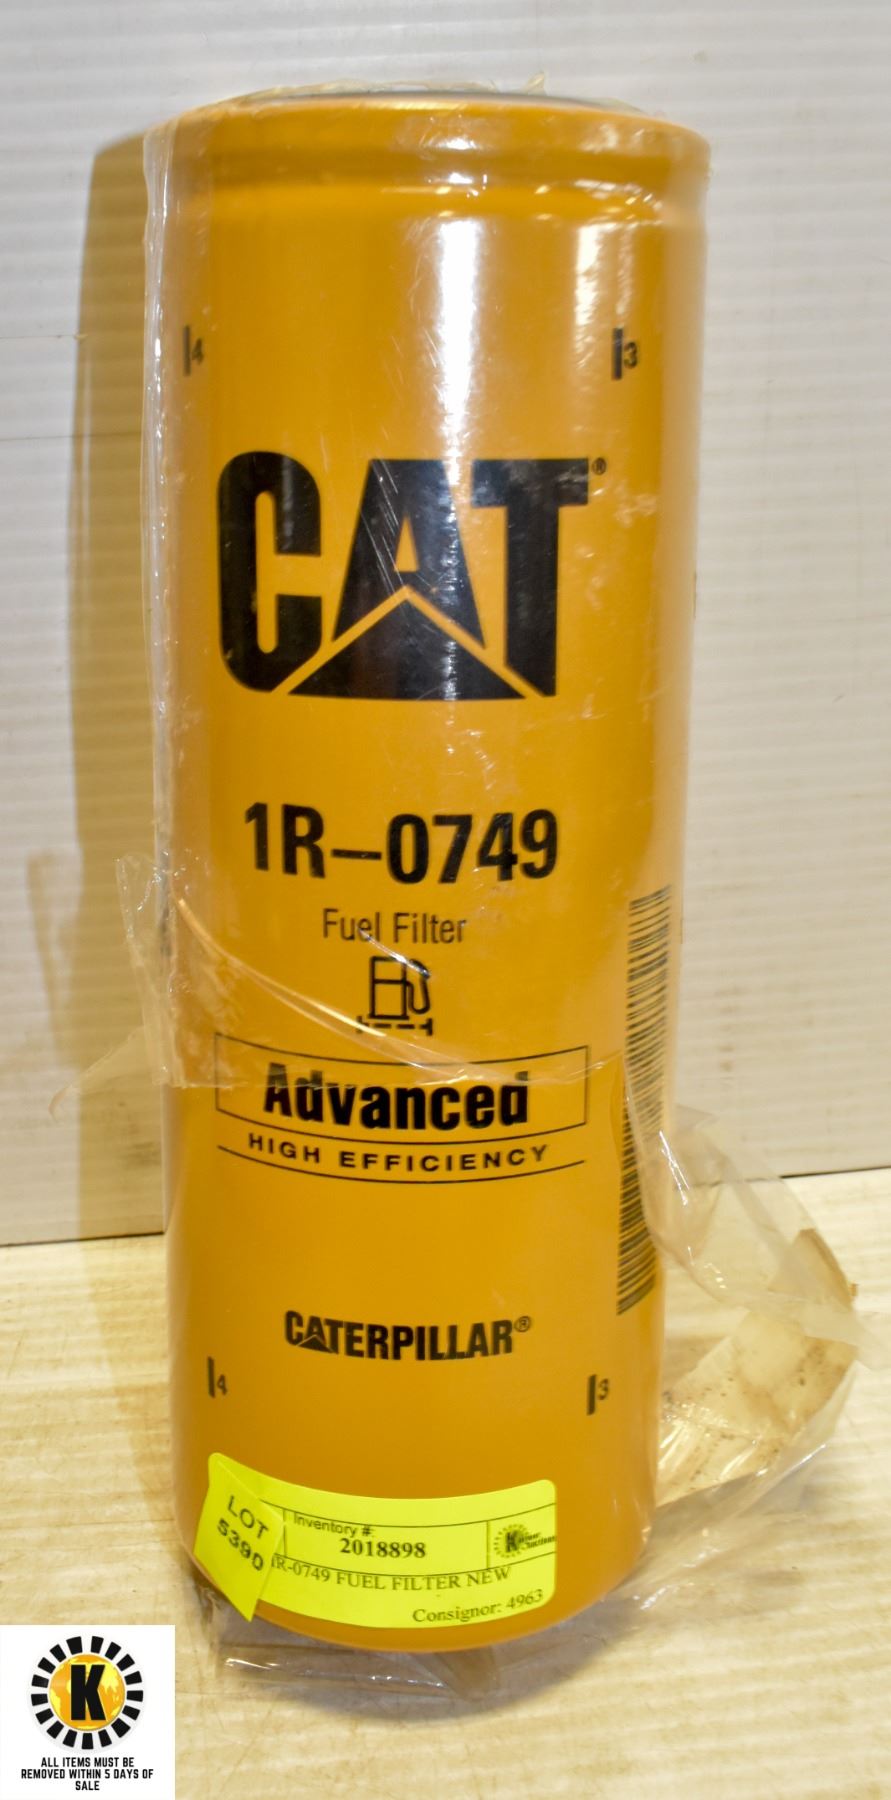 4
3
CAT®
1R-0749
Fuel Filter
Advanced
HIGH EFFICIENCY
CATERPILLAR®
4
3
LOT
5390
Inventory #:
2018898
1R-0749 FUEL FILTER NEW
Consignor: 4963
K
ALL ITEMS MUST BE
REMOVED WITHIN 5 DAYS OF
SALE